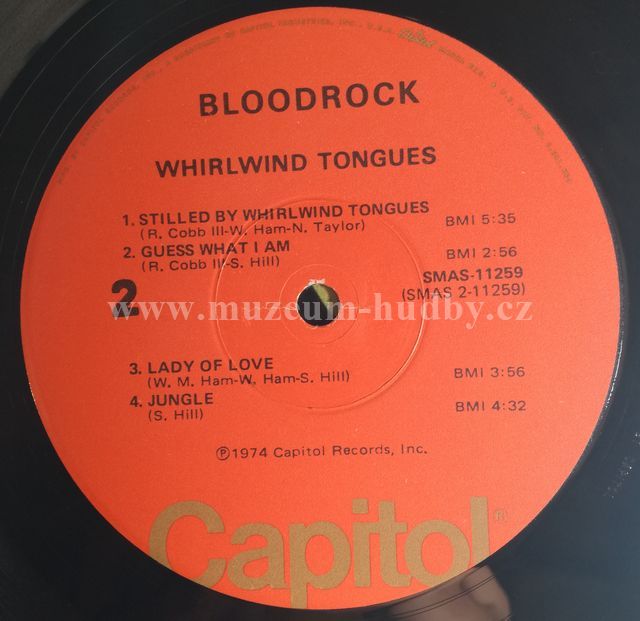 BLOODROCK
WHIRLWIND TONGUES
1. STILLED BY WHIRLWIND TONGUES BMI 5:35
(R. Cobb III-W. Ham-N. Taylor)
2. GUESS WHAT I AM BMI 2:56
(R. Cobb III-S. Hill)
SMAS-11259
(SMAS 2-11259)
2
www.muzeum-hudby.cz
3. LADY OF LOVE BMI 3:56
(W. M. Ham-W. Ham-S. Hill)
4. JUNGLE BMI 4:32
(S. Hill)
℗1974 Capitol Records, Inc.
Capitol®